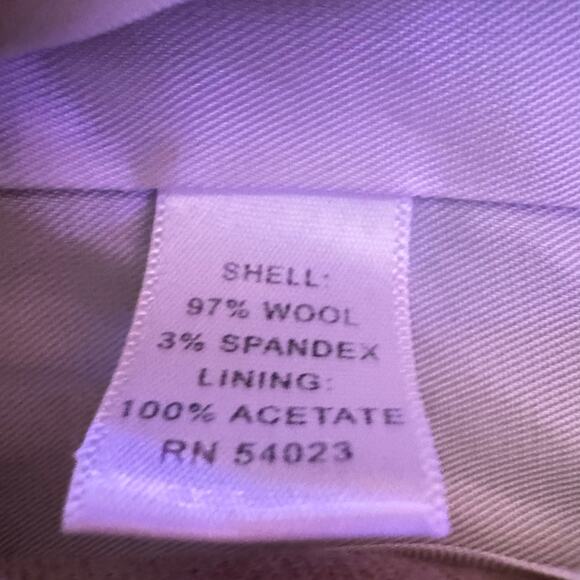 SHELL:
97% WOOL
3% SPANDEX
LINING:
100% ACETATE
RN 54023